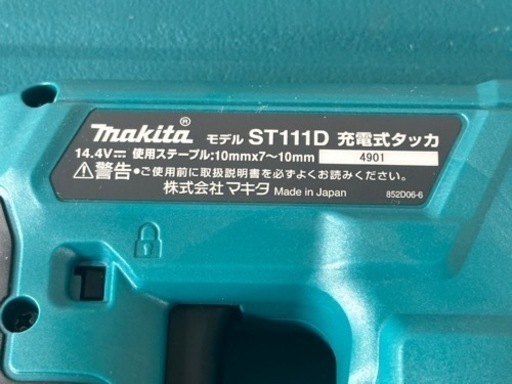 makita® モデル ST111D 充電式タッカ
14.4V⎓ 使用ステープル:10mmx7～10mm 4901
⚠警告●ご使用前に取扱説明書を必ずよくお読みください。
株式会社マキタ Made in Japan 852D06-6